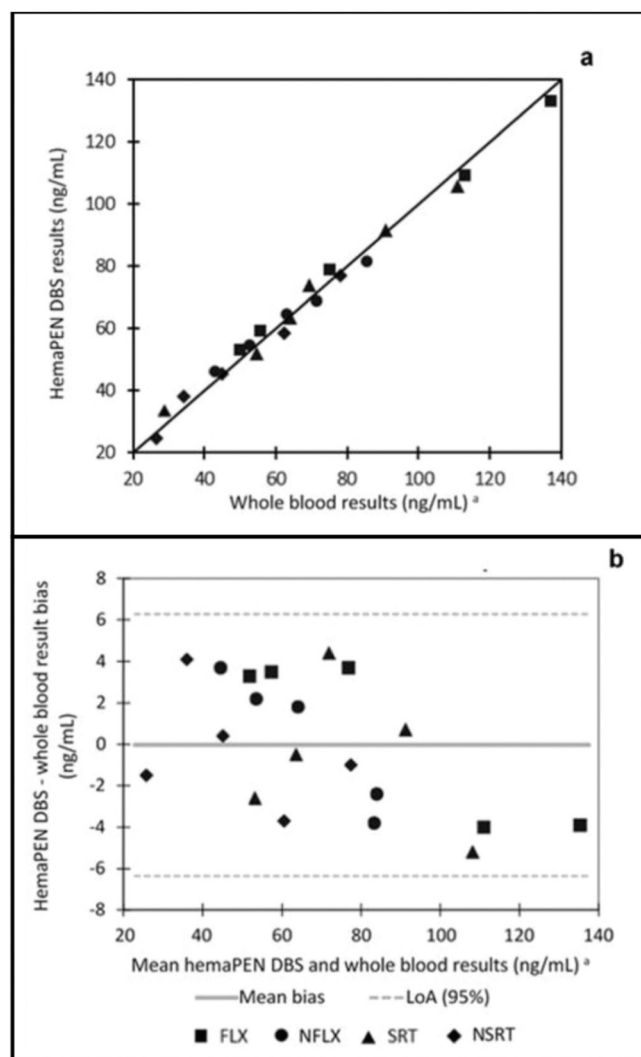 a
140
120
100
80
60
40
20
HemaPEN DBS results (ng/mL)
20 40 60 80 100 120 140
Whole blood results (ng/mL) a
b
8
6
4
2
0
-2
-4
-6
-8
HemaPEN DBS - whole blood result bias
(ng/mL)
20 40 60 80 100 120 140
Mean hemaPEN DBS and whole blood results (ng/mL) a
Mean bias LoA (95%)
FLX NFLX SRT NSRT